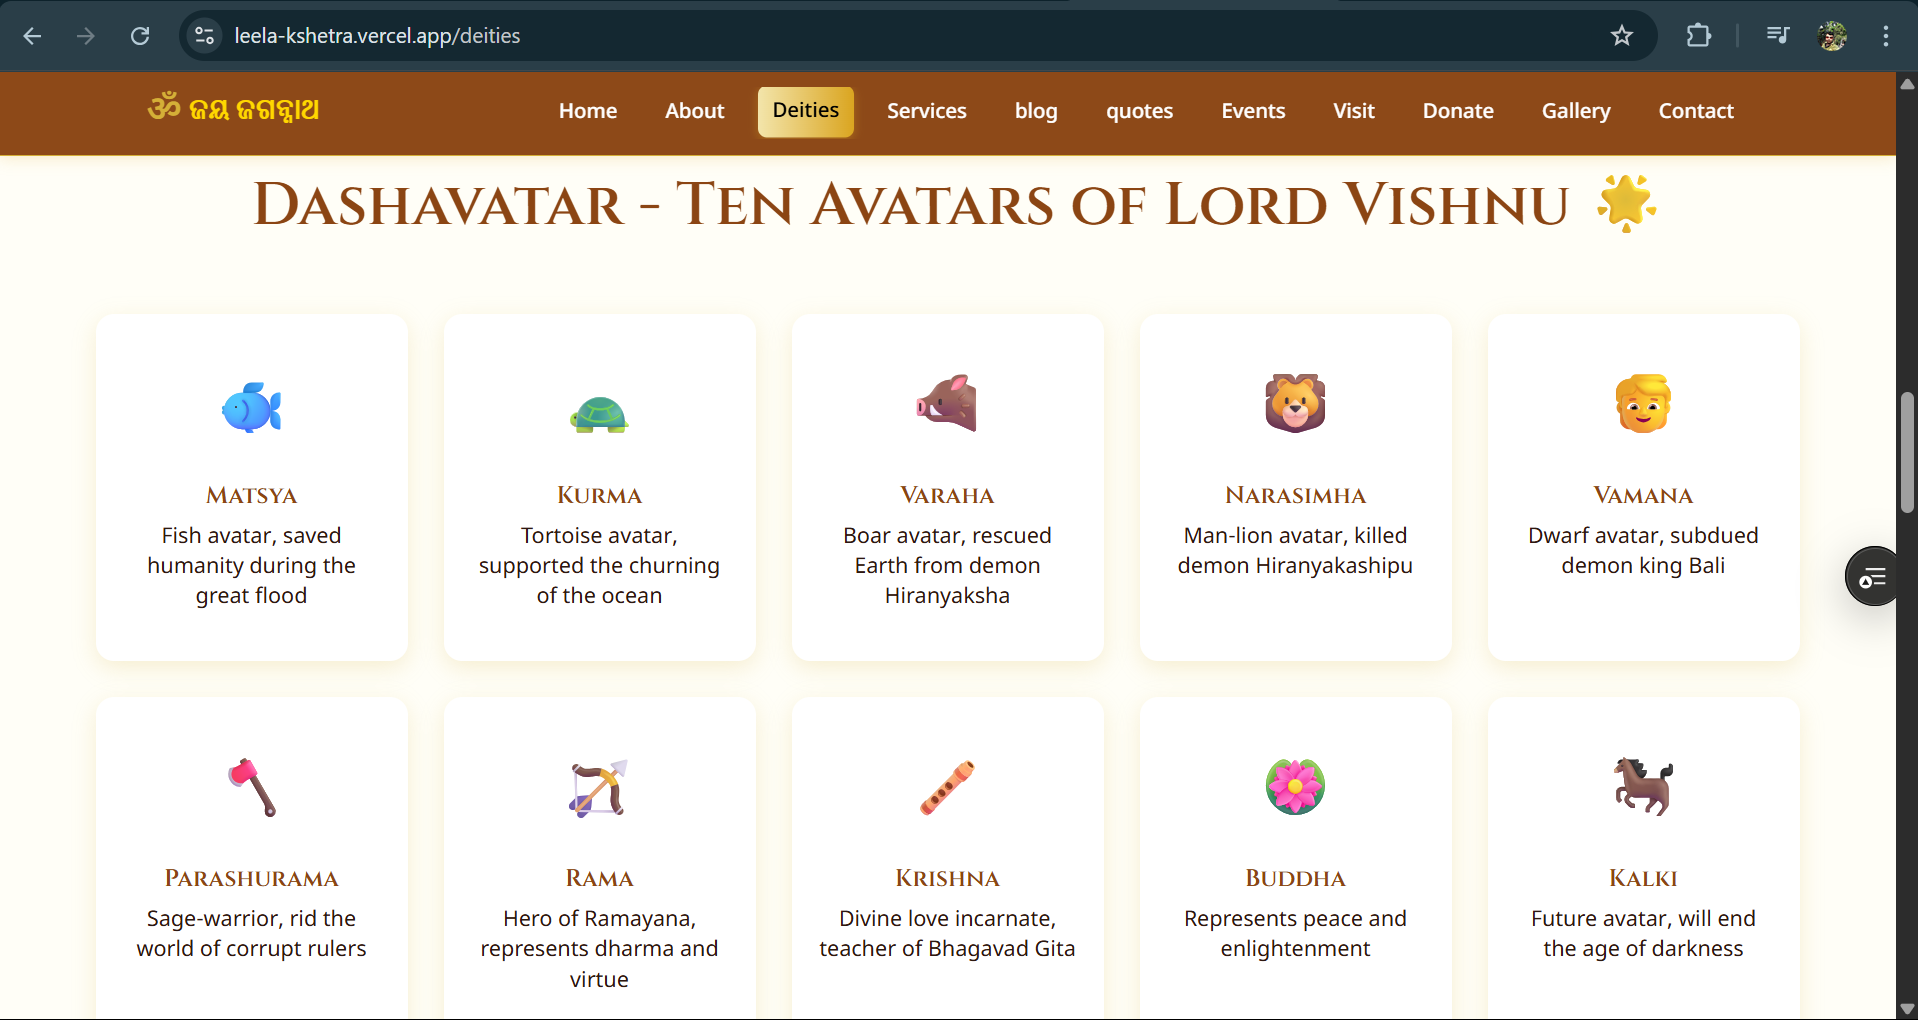 leela-kshetra.vercel.app/deities
ॐ ଜୟ ଜଗନ୍ନାଥ
Home About Deities Services blog quotes Events Visit Donate Gallery Contact
Dashavatar - Ten Avatars of Lord Vishnu
Matsya
Fish avatar, saved
humanity during the
great flood
Kurma
Tortoise avatar,
supported the churning
of the ocean
Varaha
Boar avatar, rescued
Earth from demon
Hiranyaksha
Narasimha
Man-lion avatar, killed
demon Hiranyakashipu
Vamana
Dwarf avatar, subdued
demon king Bali
Parashurama
Sage-warrior, rid the
world of corrupt rulers
Rama
Hero of Ramayana,
represents dharma and
virtue
Krishna
Divine love incarnate,
teacher of Bhagavad Gita
Buddha
Represents peace and
enlightenment
Kalki
Future avatar, will end
the age of darkness